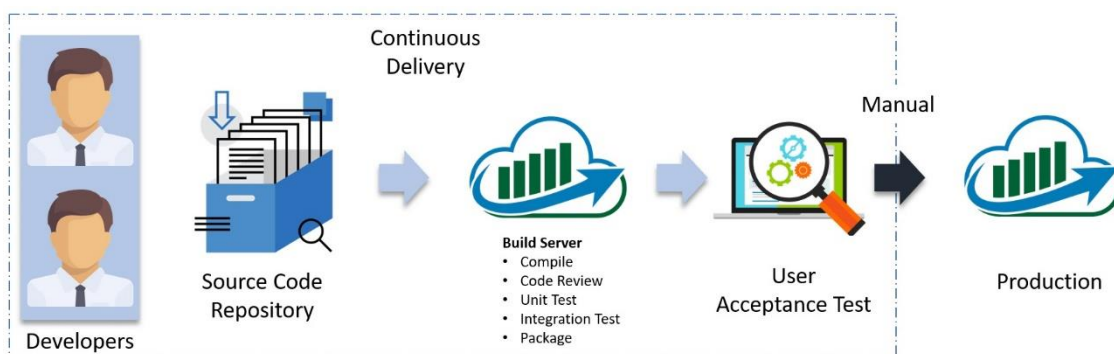 Continuous
Delivery
Manual
Build Server
• Compile
• Code Review
• Unit Test
• Integration Test
• Package
Source Code
Repository
User
Acceptance Test
Production
Developers